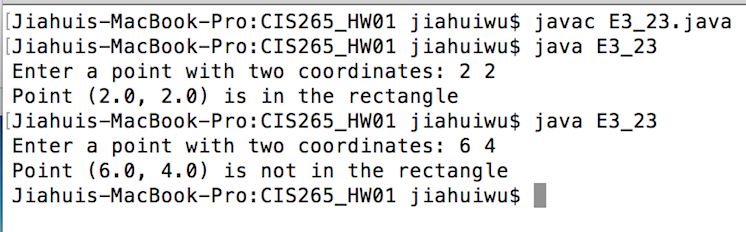 [Jiahuis-MacBook-Pro:CIS265_HW01 jiahuiwu$ javac E3_23.java
[Jiahuis-MacBook-Pro:CIS265_HW01 jiahuiwu$ java E3_23
Enter a point with two coordinates: 2 2
Point (2.0, 2.0) is in the rectangle
[Jiahuis-MacBook-Pro:CIS265_HW01 jiahuiwu$ java E3_23
Enter a point with two coordinates: 6 4
Point (6.0, 4.0) is not in the rectangle
Jiahuis-MacBook-Pro:CIS265_HW01 jiahuiwu$